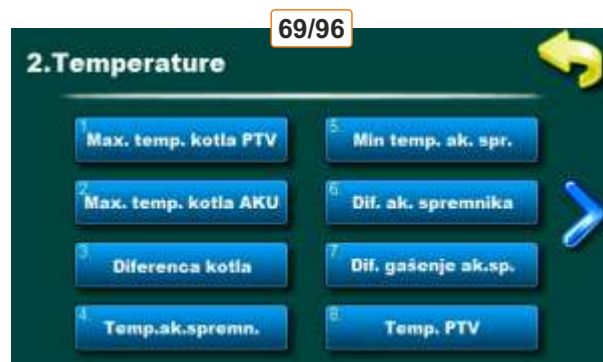 69/96
2.Temperature
1. Max. temp. kotla PTV
2. Max. temp. kotla AKU
3. Diferenca kotla
4. Temp.ak.spremn.
5. Min temp. ak. spr.
6. Dif. ak. spremnika
7. Dif. gašenje ak.sp.
8. Temp. PTV